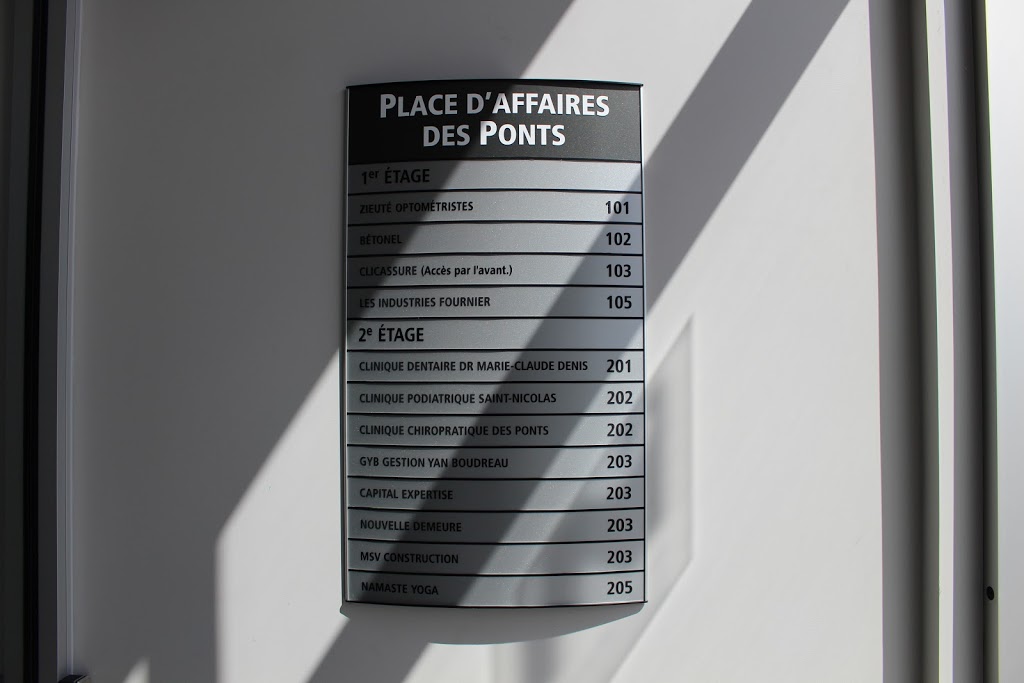 PLACE D'AFFAIRES
DES PONTS
1er ÉTAGE
ZIEUTÉ OPTOMÉTRISTES 101
BÉTONEL 102
CLICASSURE (Accès par l'avant.) 103
LES INDUSTRIES FOURNIER 105
2e ÉTAGE
CLINIQUE DENTAIRE DR MARIE-CLAUDE DENIS 201
CLINIQUE PODIATRIQUE SAINT-NICOLAS 202
CLINIQUE CHIROPRATIQUE DES PONTS 202
GYB GESTION YAN BOUDREAU 203
CAPITAL EXPERTISE 203
NOUVELLE DEMEURE 203
MSV CONSTRUCTION 203
NAMASTE YOGA 205